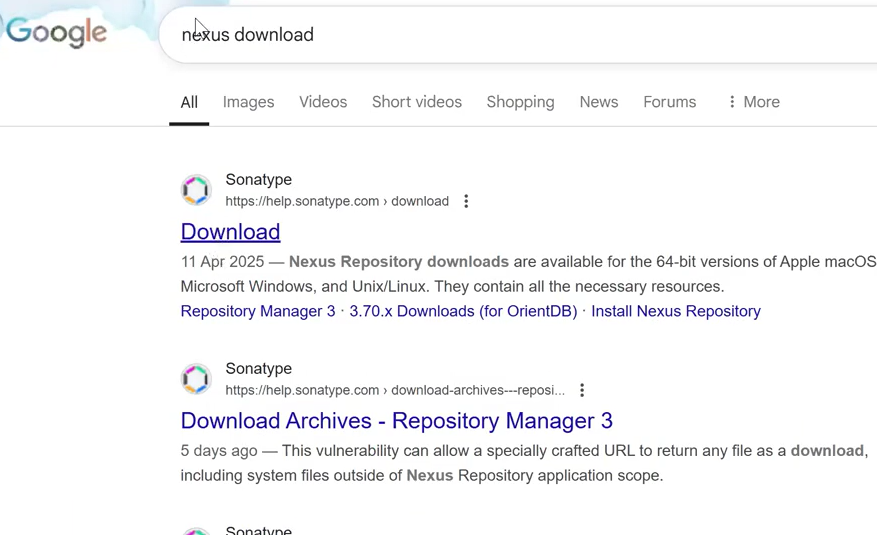 Google
nexus download
All Images Videos Short videos Shopping News Forums More
Sonatype
https://help.sonatype.com › download
Download
11 Apr 2025 — Nexus Repository downloads are available for the 64-bit versions of Apple macOS
Microsoft Windows, and Unix/Linux. They contain all the necessary resources.
Repository Manager 3 · 3.70.x Downloads (for OrientDB) · Install Nexus Repository
Sonatype
https://help.sonatype.com › download-archives---reposi...
Download Archives - Repository Manager 3
5 days ago — This vulnerability can allow a specially crafted URL to return any file as a download,
including system files outside of Nexus Repository application scope.
Sonatype